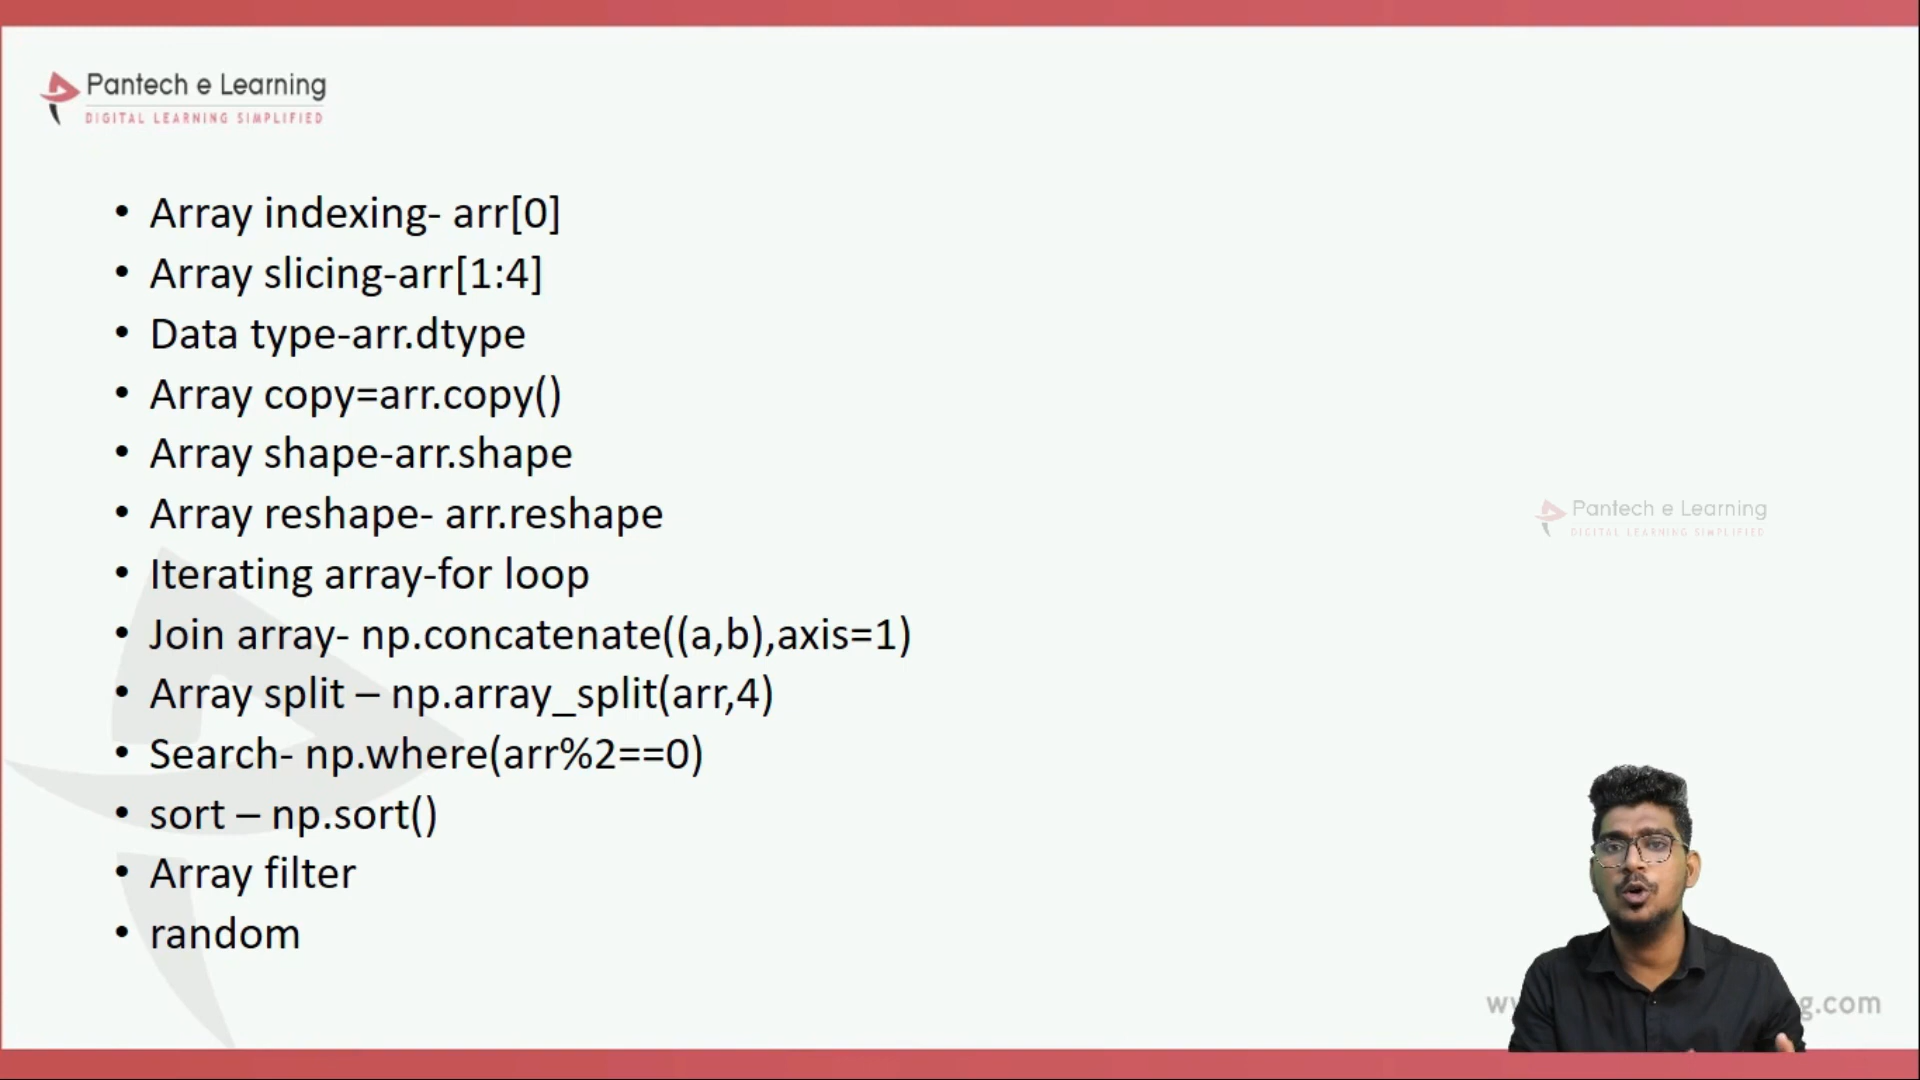 Pantech e Learning
DIGITAL LEARNING SIMPLIFIED
• Array indexing- arr[0]
• Array slicing-arr[1:4]
• Data type-arr.dtype
• Array copy=arr.copy()
• Array shape-arr.shape
• Array reshape- arr.reshape
• Iterating array-for loop
• Join array- np.concatenate((a,b),axis=1)
• Array split – np.array_split(arr,4)
• Search- np.where(arr%2==0)
• sort – np.sort()
• Array filter
• random
Pantech e Learning
DIGITAL LEARNING SIMPLIFIED
g.com